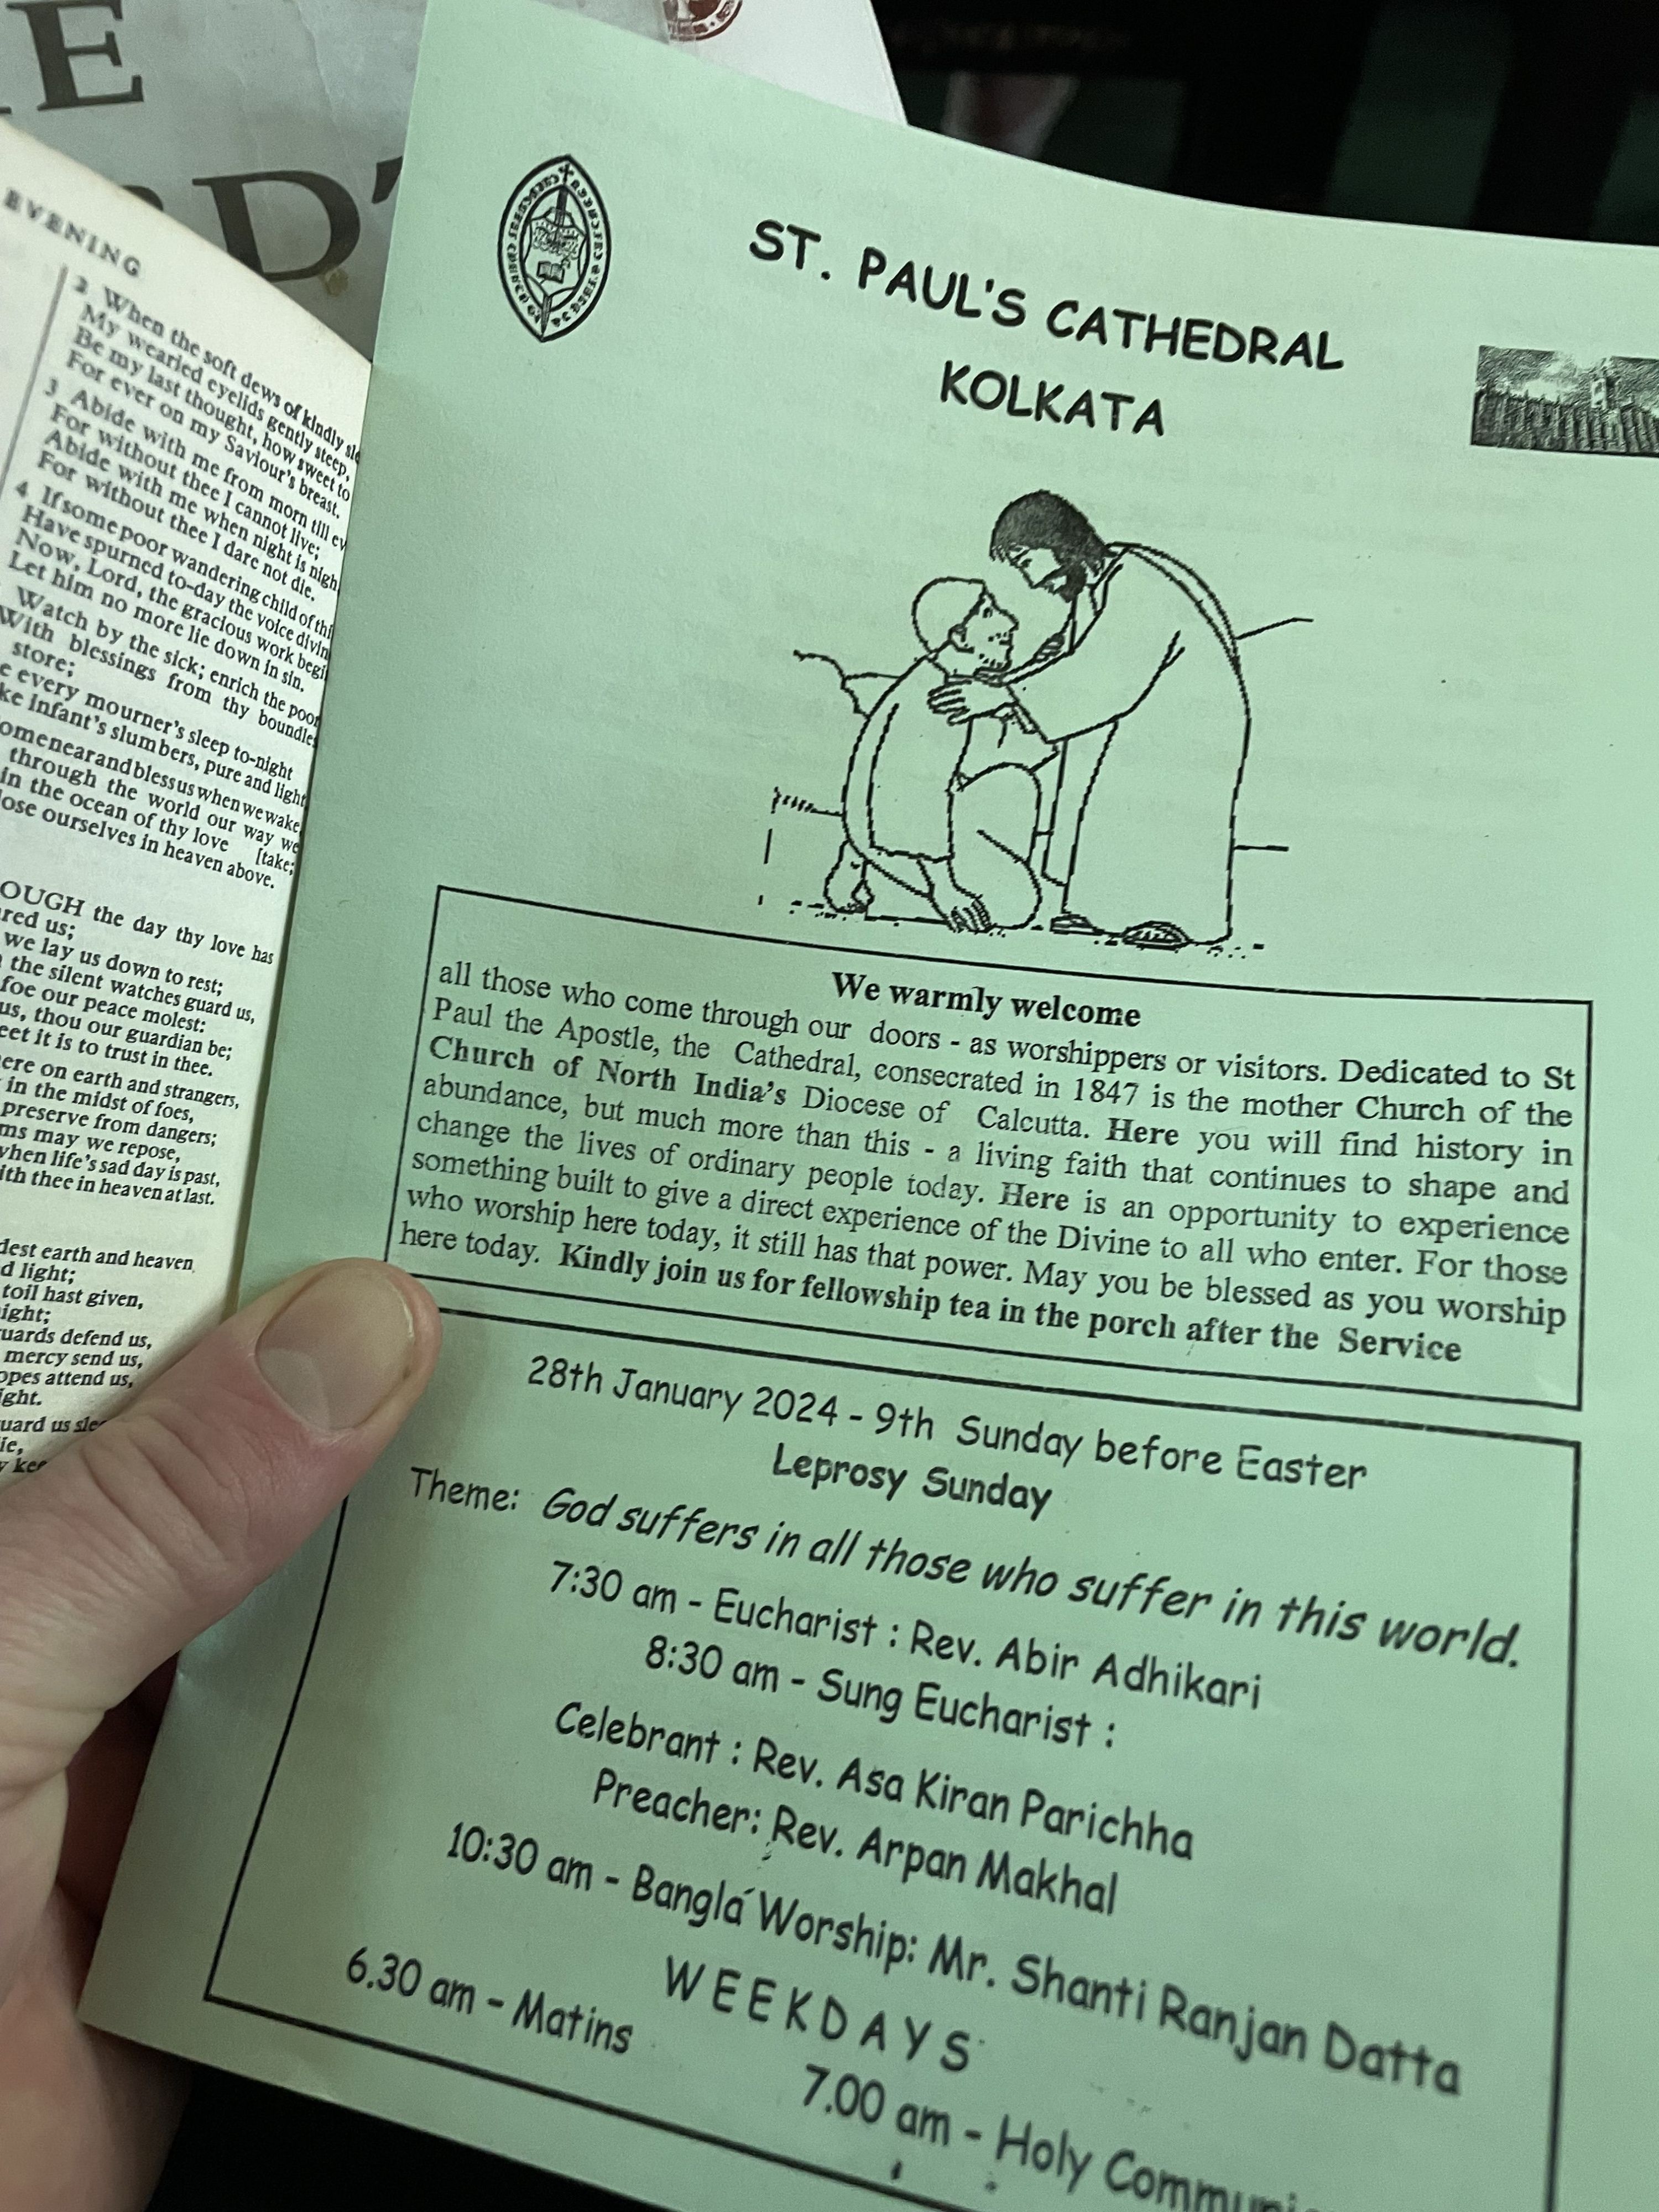 E
D'
EVENING
2 When the soft dews of kindly
My wearied eyelids gently steep,
Be my last thought, how sweet to
For ever on my Saviour's breast.
3 Abide with me from morn till
For without thee I cannot live;
Abide with me when night is nigh
For without thee I dare not die.
4 If some poor wandering child of
Have spurned to-day the voice
Now, Lord, the gracious work
Let him no more lie down in sin.
Watch by the sick; enrich the poor
With blessings from thy
store;
every mourner's sleep to-night
infant's slumbers, pure and light
near and bless us when we wake
through the world our way we
in the ocean of thy love [take;
ose ourselves in heaven above.
OUGH the day thy love has
red us;
we lay us down to rest;
the silent watches guard us,
foe our peace molest:
us, thou our guardian be;
eet it is to trust in thee.
ere on earth and strangers,
in the midst of foes,
preserve from dangers;
ms may we repose,
when life's sad day is past,
ith thee in heaven at last.
dest earth and heaven
d light;
toil hast given,
ight;
uards defend us,
mercy send us,
opes attend us,
ight.
uard us
ie,
ST. PAUL'S CATHEDRAL
KOLKATA
We warmly welcome
all those who come through our doors - as worshippers or visitors. Dedicated to St
Paul the Apostle, the Cathedral, consecrated in 1847 is the mother Church of the
Church of North India's Diocese of Calcutta. Here you will find history in
abundance, but much more than this - a living faith that continues to shape and
change the lives of ordinary people today. Here is an opportunity to experience
something built to give a direct experience of the Divine to all who enter. For those
who worship here today, it still has that power. May you be blessed as you worship
here today. Kindly join us for fellowship tea in the porch after the Service
28th January 2024 - 9th Sunday before Easter
Leprosy Sunday
Theme: God suffers in all those who suffer in this world.
7:30 am - Eucharist : Rev. Abir Adhikari
8:30 am - Sung Eucharist :
Celebrant : Rev. Asa Kiran Parichha
Preacher: Rev. Arpan Makhal
10:30 am - Bangla Worship: Mr. Shanti Ranjan Datta
WEEKDAYS
6.30 am - Matins
7.00 am - Holy